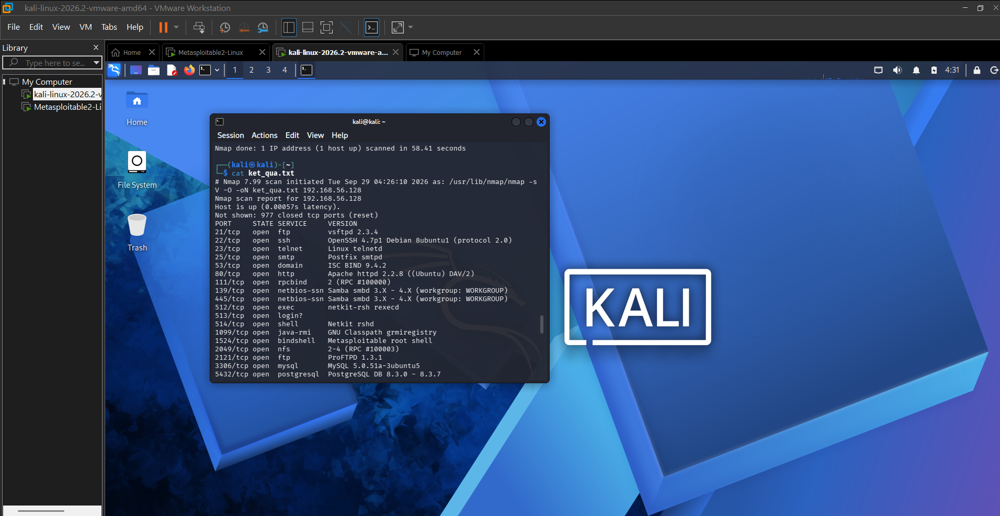 kali-linux-2026.2-vmware-amd64 - VMware Workstation
File Edit View VM Tabs Help
Library
Type here to se...
My Computer
kali-linux-2026.2-v
Metasploitable2-Li
Home Metasploitable2-Linux kali-linux-2026.2-vmware-a... My Computer
1 2 3 4 4:31
Home
File System
Trash
kali@kali: ~
Session Actions Edit View Help
Nmap done: 1 IP address (1 host up) scanned in 58.41 seconds
┌──(kali㉿kali)-[~]
└─$ cat ket_qua.txt
# Nmap 7.99 scan initiated Tue Sep 29 04:26:10 2026 as: /usr/lib/nmap/nmap -s
V -O -oN ket_qua.txt 192.168.56.128
Nmap scan report for 192.168.56.128
Host is up (0.00057s latency).
Not shown: 977 closed tcp ports (reset)
PORT     STATE SERVICE     VERSION
21/tcp   open  ftp         vsftpd 2.3.4
22/tcp   open  ssh         OpenSSH 4.7p1 Debian 8ubuntu1 (protocol 2.0)
23/tcp   open  telnet      Linux telnetd
25/tcp   open  smtp        Postfix smtpd
53/tcp   open  domain      ISC BIND 9.4.2
80/tcp   open  http        Apache httpd 2.2.8 ((Ubuntu) DAV/2)
111/tcp  open  rpcbind     2 (RPC #100000)
139/tcp  open  netbios-ssn Samba smbd 3.X - 4.X (workgroup: WORKGROUP)
445/tcp  open  netbios-ssn Samba smbd 3.X - 4.X (workgroup: WORKGROUP)
512/tcp  open  exec        netkit-rsh rexecd
513/tcp  open  login?
514/tcp  open  shell       Netkit rshd
1099/tcp open  java-rmi    GNU Classpath grmiregistry
1524/tcp open  bindshell   Metasploitable root shell
2049/tcp open  nfs         2-4 (RPC #100003)
2121/tcp open  ftp         ProFTPD 1.3.1
3306/tcp open  mysql       MySQL 5.0.51a-3ubuntu5
5432/tcp open  postgresql  PostgreSQL DB 8.3.0 - 8.3.7
KALI